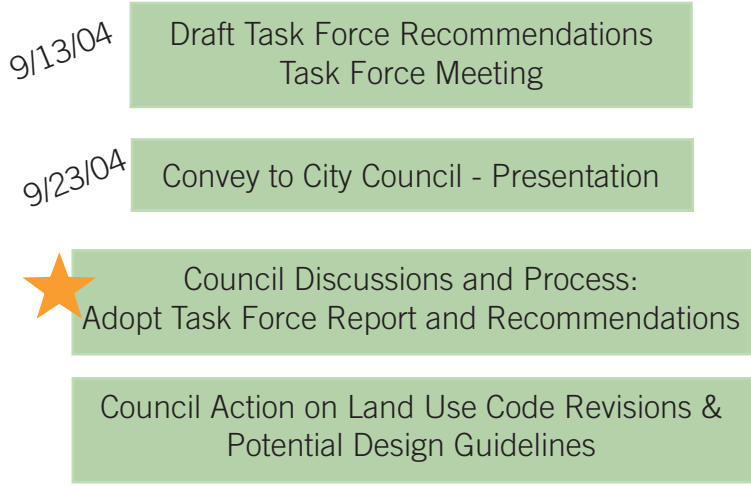 9/13/04
Draft Task Force Recommendations
Task Force Meeting
9/23/04
Convey to City Council - Presentation
Council Discussions and Process:
Adopt Task Force Report and Recommendations
Council Action on Land Use Code Revisions &
Potential Design Guidelines